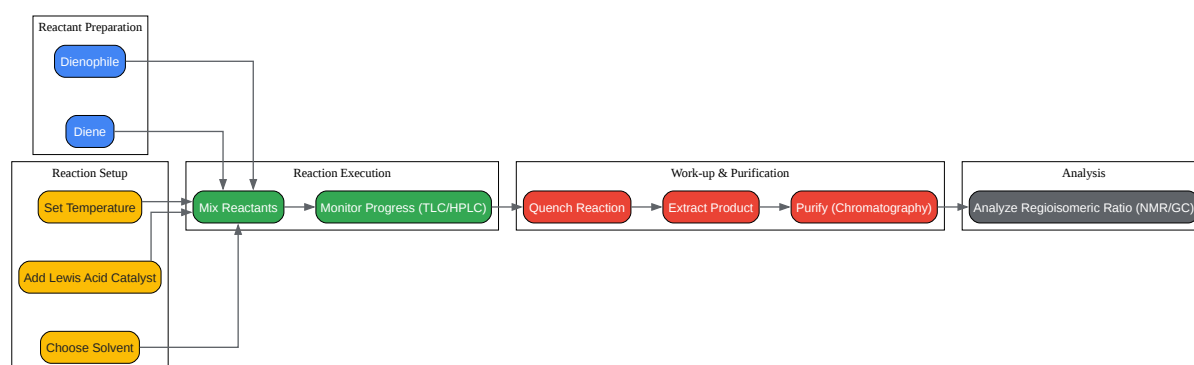 Reactant Preparation
Dienophile
Diene
Reaction Setup
Set Temperature
Add Lewis Acid Catalyst
Choose Solvent
Reaction Execution
Mix Reactants
Monitor Progress (TLC/HPLC)
Work-up & Purification
Quench Reaction
Extract Product
Purify (Chromatography)
Analysis
Analyze Regioisomeric Ratio (NMR/GC)